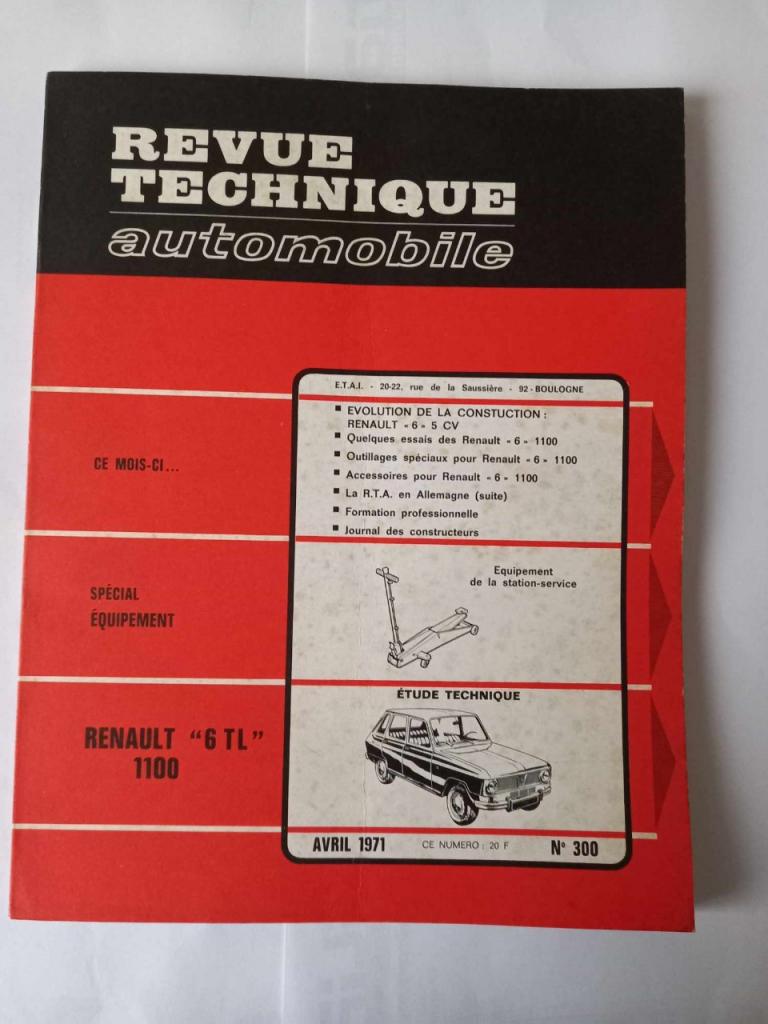 REVUE
TECHNIQUE
automobile
E.T.A.I. - 20-22, rue de la Saussière - 92 - BOULOGNE
CE MOIS-CI...
▪ EVOLUTION DE LA CONSTUCTION :
RENAULT «6» 5 CV
▪ Quelques essais des Renault «6» 1100
▪ Outillages spéciaux pour Renault «6» 1100
▪ Accessoires pour Renault «6» 1100
▪ La R.T.A. en Allemagne (suite)
▪ Formation professionnelle
▪ Journal des constructeurs
SPÉCIAL
ÉQUIPEMENT
Equipement
de la station-service
RENAULT “6 TL”
1100
ÉTUDE TECHNIQUE
AVRIL 1971 CE NUMERO : 20 F N° 300